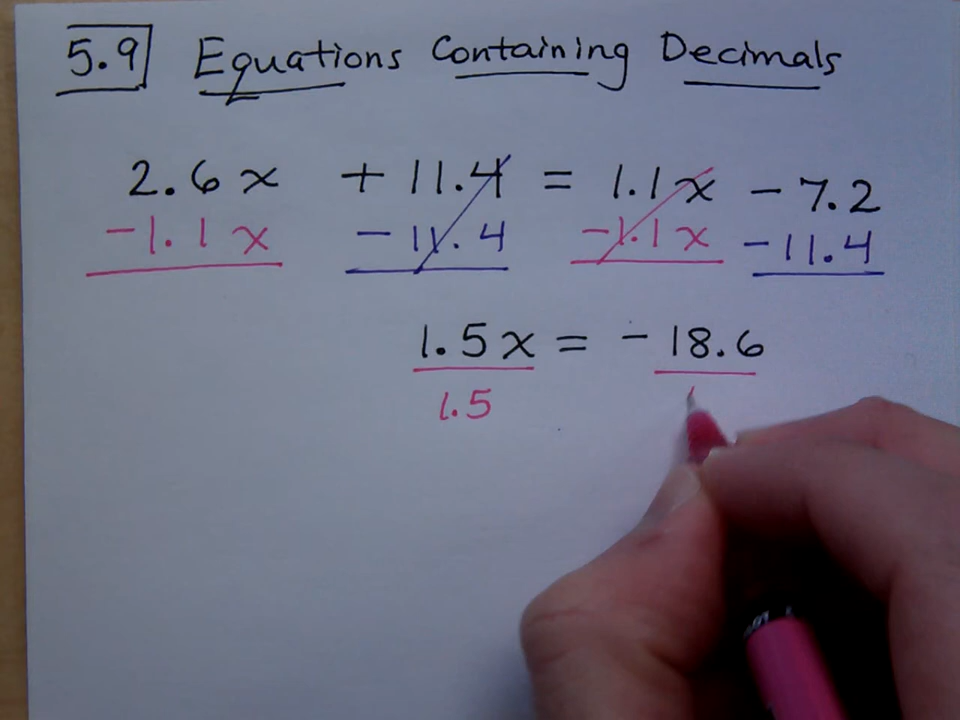 5.9 Equations Containing Decimals
2.6x + 11.4 = 1.1x - 7.2
-1.1x - 11.4 -1.1x -11.4
1.5x = -18.6
1.5